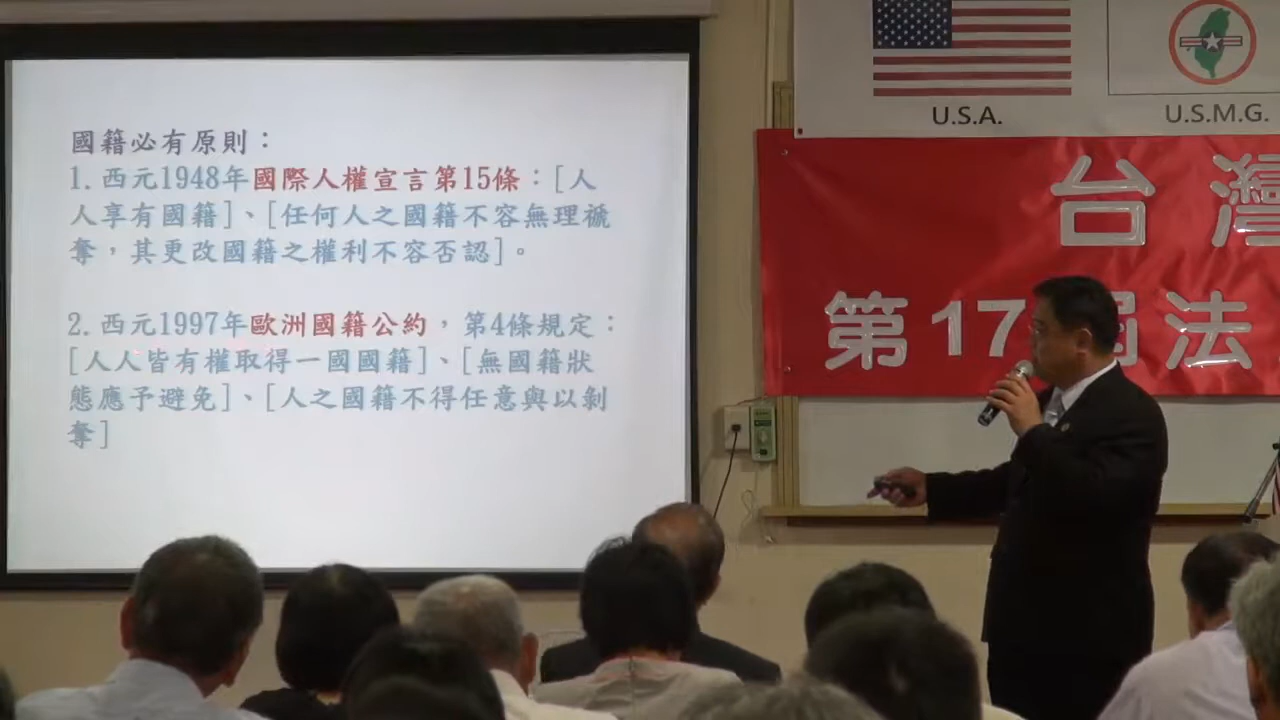 國籍必有原則：
1. 西元1948年國際人權宣言第15條：[人
人享有國籍]、[任何人之國籍不容無理褫
奪，其更改國籍之權利不容否認]。
2. 西元1997年歐洲國籍公約，第4條規定：
[人人皆有權取得一國國籍]、[無國籍狀
態應予避免]、[人之國籍不得任意與以剝
奪]
U.S.A.
U.S.M.G.
台灣
第17屆法